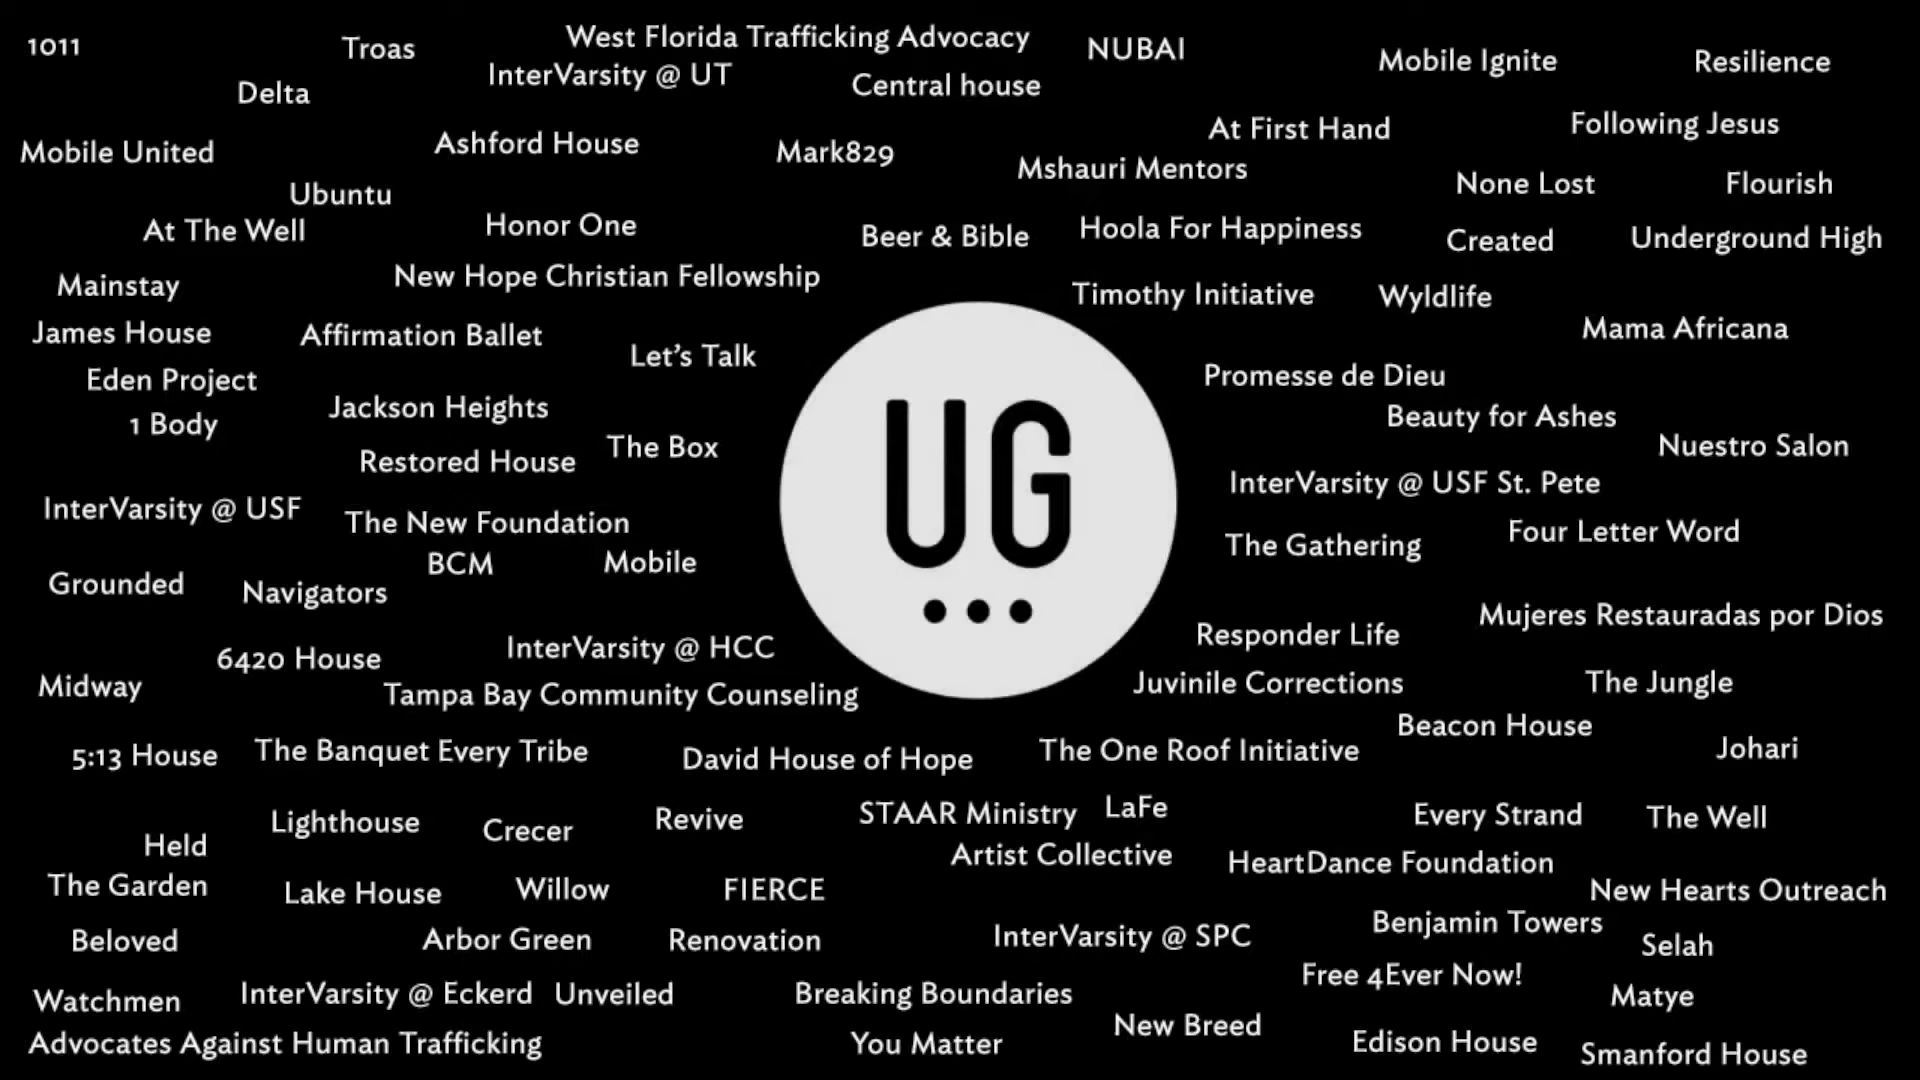 1011
Troas
West Florida Trafficking Advocacy
NUBAI
Mobile Ignite
Resilience
InterVarsity @ UT
Central house
Delta
At First Hand
Following Jesus
Mobile United
Ashford House
Mark829
Mshauri Mentors
None Lost
Flourish
Ubuntu
At The Well
Honor One
Beer & Bible
Hoola For Happiness
Created
Underground High
Mainstay
New Hope Christian Fellowship
Timothy Initiative
Wyldlife
James House
Affirmation Ballet
Let's Talk
Mama Africana
Eden Project
Promesse de Dieu
1 Body
Jackson Heights
Beauty for Ashes
Restored House
The Box
Nuestro Salon
UG
InterVarsity @ USF
The New Foundation
InterVarsity @ USF St. Pete
Four Letter Word
BCM
Mobile
The Gathering
Grounded
Navigators
Mujeres Restauradas por Dios
6420 House
InterVarsity @ HCC
Responder Life
Midway
Tampa Bay Community Counseling
Juvinile Corrections
The Jungle
Beacon House
5:13 House
The Banquet Every Tribe
David House of Hope
The One Roof Initiative
Johari
Lighthouse
Crecer
Revive
STAAR Ministry
LaFe
Every Strand
The Well
Held
Artist Collective
HeartDance Foundation
The Garden
Lake House
Willow
FIERCE
New Hearts Outreach
Beloved
Arbor Green
Renovation
InterVarsity @ SPC
Benjamin Towers
Selah
Free 4Ever Now!
Watchmen
InterVarsity @ Eckerd
Unveiled
Breaking Boundaries
Matye
New Breed
Advocates Against Human Trafficking
You Matter
Edison House
Smanford House